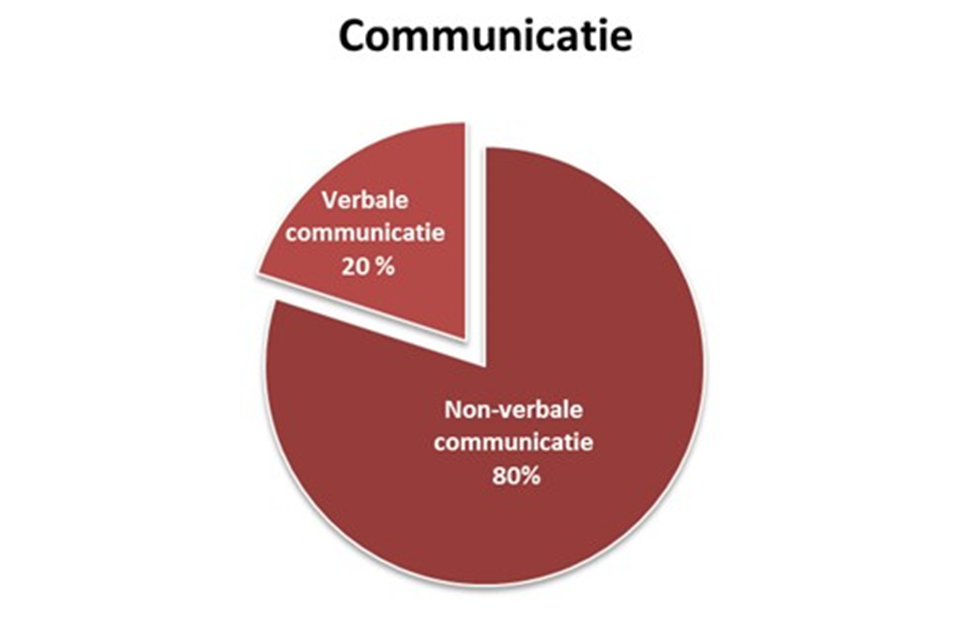 Communicatie
Verbale
communicatie
20 %
Non-verbale
communicatie
80%